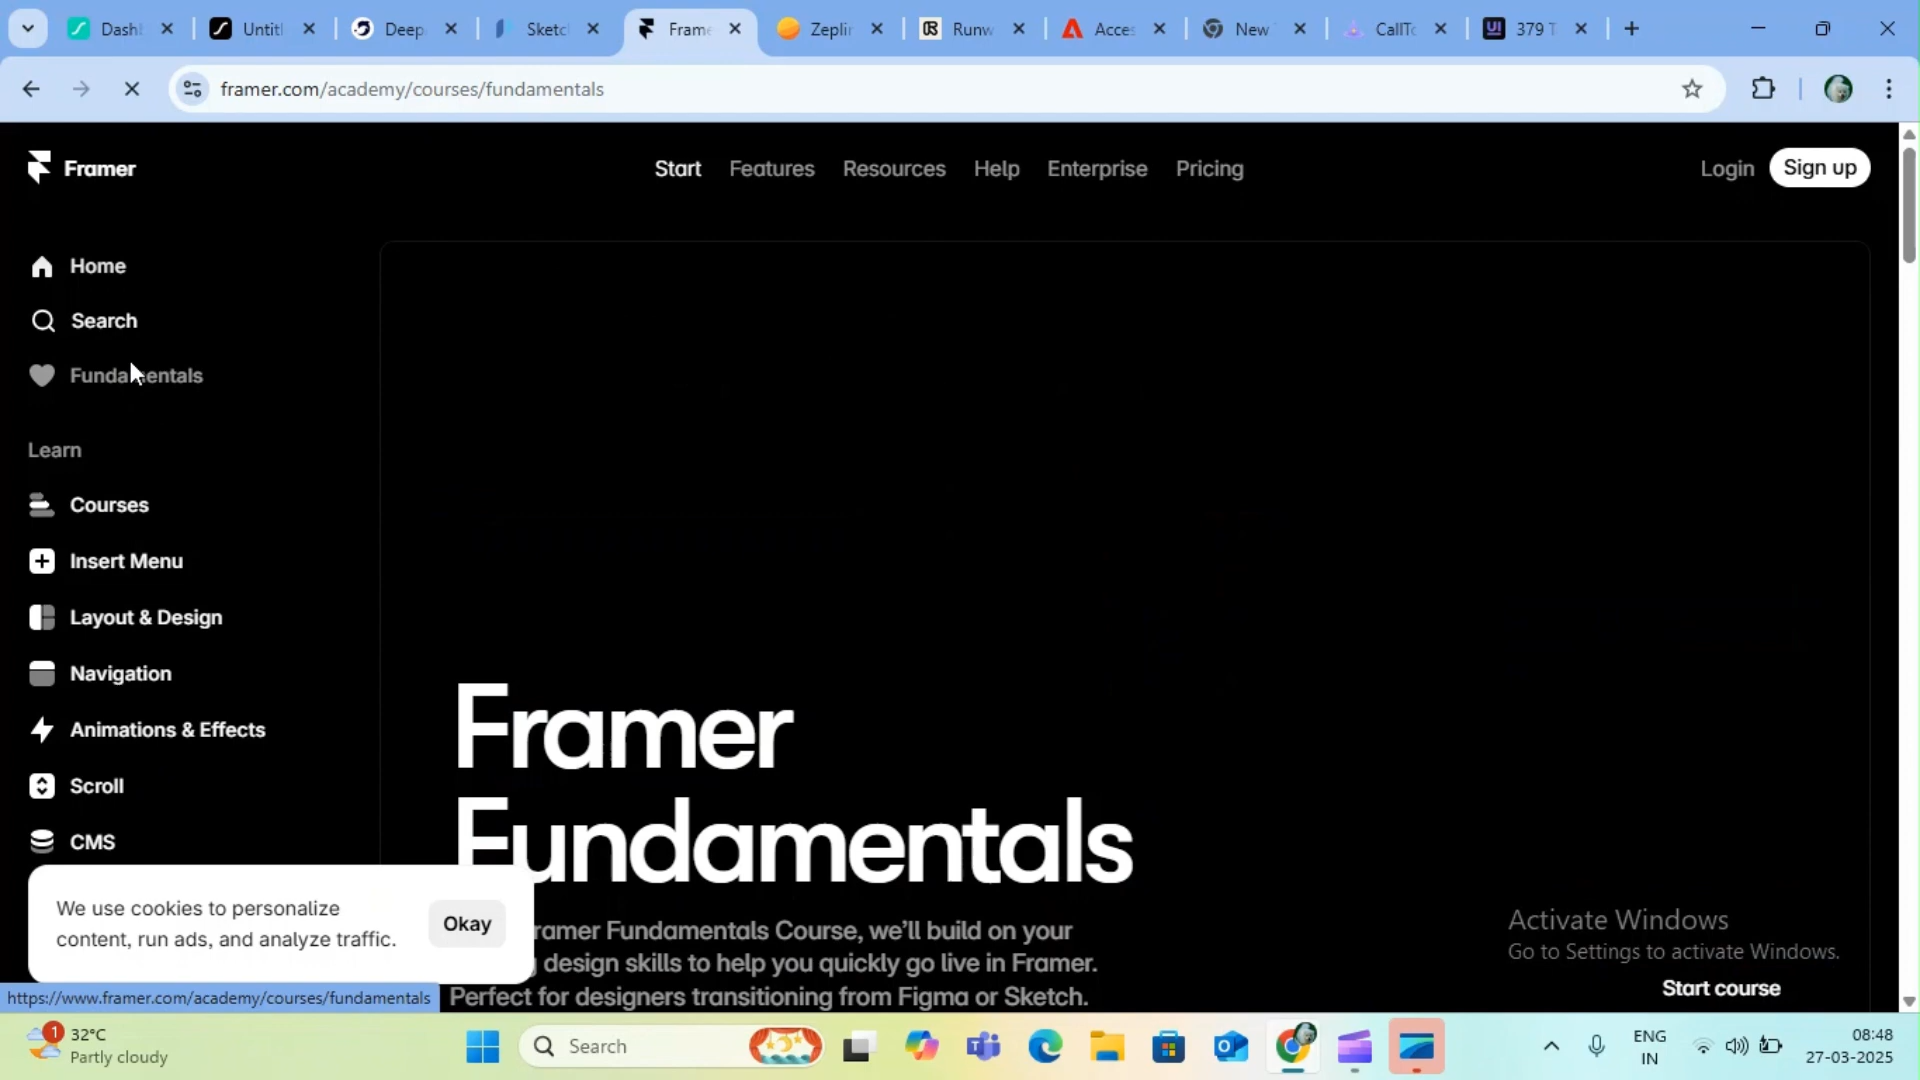 Dash
Untitl
Deep
Sketc
Frame
Zeplin
Runw
Acces
New
CallTo
379 T
framer.com/academy/courses/fundamentals
Framer
Start
Features
Resources
Help
Enterprise
Pricing
Login
Sign up
Home
Search
Fundamentals
Learn
Courses
Insert Menu
Layout & Design
Navigation
Animations & Effects
Scroll
CMS
Framer
Fundamentals
ramer Fundamentals Course, we'll build on your
design skills to help you quickly go live in Framer.
Perfect for designers transitioning from Figma or Sketch.
Start course
We use cookies to personalize
content, run ads, and analyze traffic.
Okay
Activate Windows
Go to Settings to activate Windows.
https://www.framer.com/academy/courses/fundamentals
1
32°C
Partly cloudy
Search
ENG
IN
08:48
27-03-2025